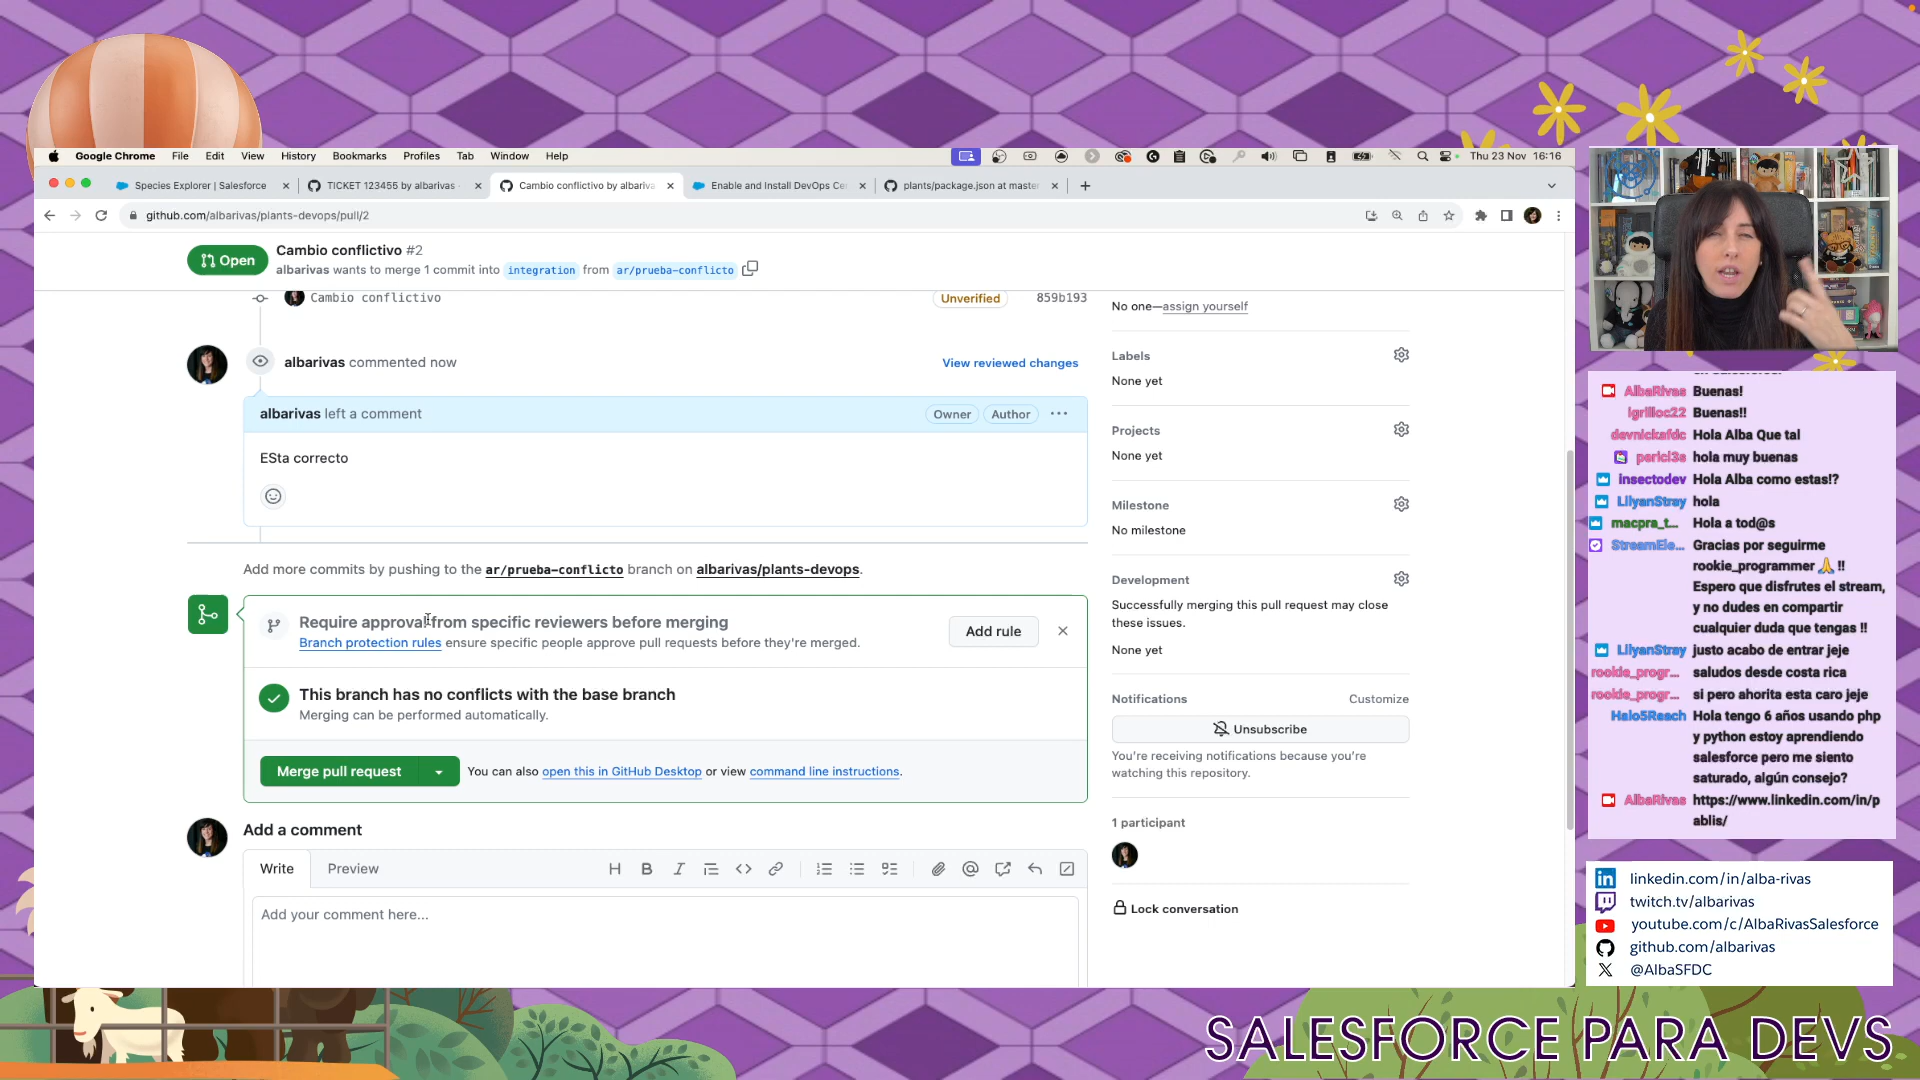 Google Chrome File Edit View History Bookmarks Profiles Tab Window Help
Thu 23 Nov 16:16
Species Explorer | Salesforce
TICKET 123455 by albarivas
Cambio conflictivo by albariva
Enable and Install DevOps Ce
plants/package.json at master
github.com/albarivas/plants-devops/pull/2
Open
Cambio conflictivo #2
albarivas wants to merge 1 commit into integration from ar/prueba-conflicto
Cambio conflictivo
Unverified
859b193
albarivas commented now
View reviewed changes
albarivas left a comment
Owner
Author
ESta correcto
Add more commits by pushing to the ar/prueba-conflicto branch on albarivas/plants-devops.
Require approval from specific reviewers before merging
Branch protection rules ensure specific people approve pull requests before they're merged.
Add rule
This branch has no conflicts with the base branch
Merging can be performed automatically.
Merge pull request
You can also open this in GitHub Desktop or view command line instructions.
Add a comment
Write
Preview
Add your comment here...
No one—assign yourself
Labels
None yet
Projects
None yet
Milestone
No milestone
Development
Successfully merging this pull request may close
these issues.
None yet
Notifications
Customize
Unsubscribe
You're receiving notifications because you're
watching this repository.
1 participant
Lock conversation
AlbaRivas Buenas!
igrilloc22 Buenas!!
devnickafdc Hola Alba Que tal
parici3s hola muy buenas
insectodev Hola Alba como estas!?
LilyanStray hola
macpra_t... Hola a tod@s
StreamEle... Gracias por seguirme
rookie_programmer 🙏 !!
Espero que disfrutes el stream,
y no dudes en compartir
cualquier duda que tengas !!
LilyanStray justo acabo de entrar jeje
rookie_progr... saludos desde costa rica
rookie_progr... si pero ahorita esta caro jeje
Halo5Reach Hola tengo 6 años usando php
y python estoy aprendiendo
salesforce pero me siento
saturado, algún consejo?
AlbaRivas https://www.linkedin.com/in/p
ablis/
linkedin.com/in/alba-rivas
twitch.tv/albarivas
youtube.com/c/AlbaRivasSalesforce
github.com/albarivas
@AlbaSFDC
SALESFORCE PARA DEVS